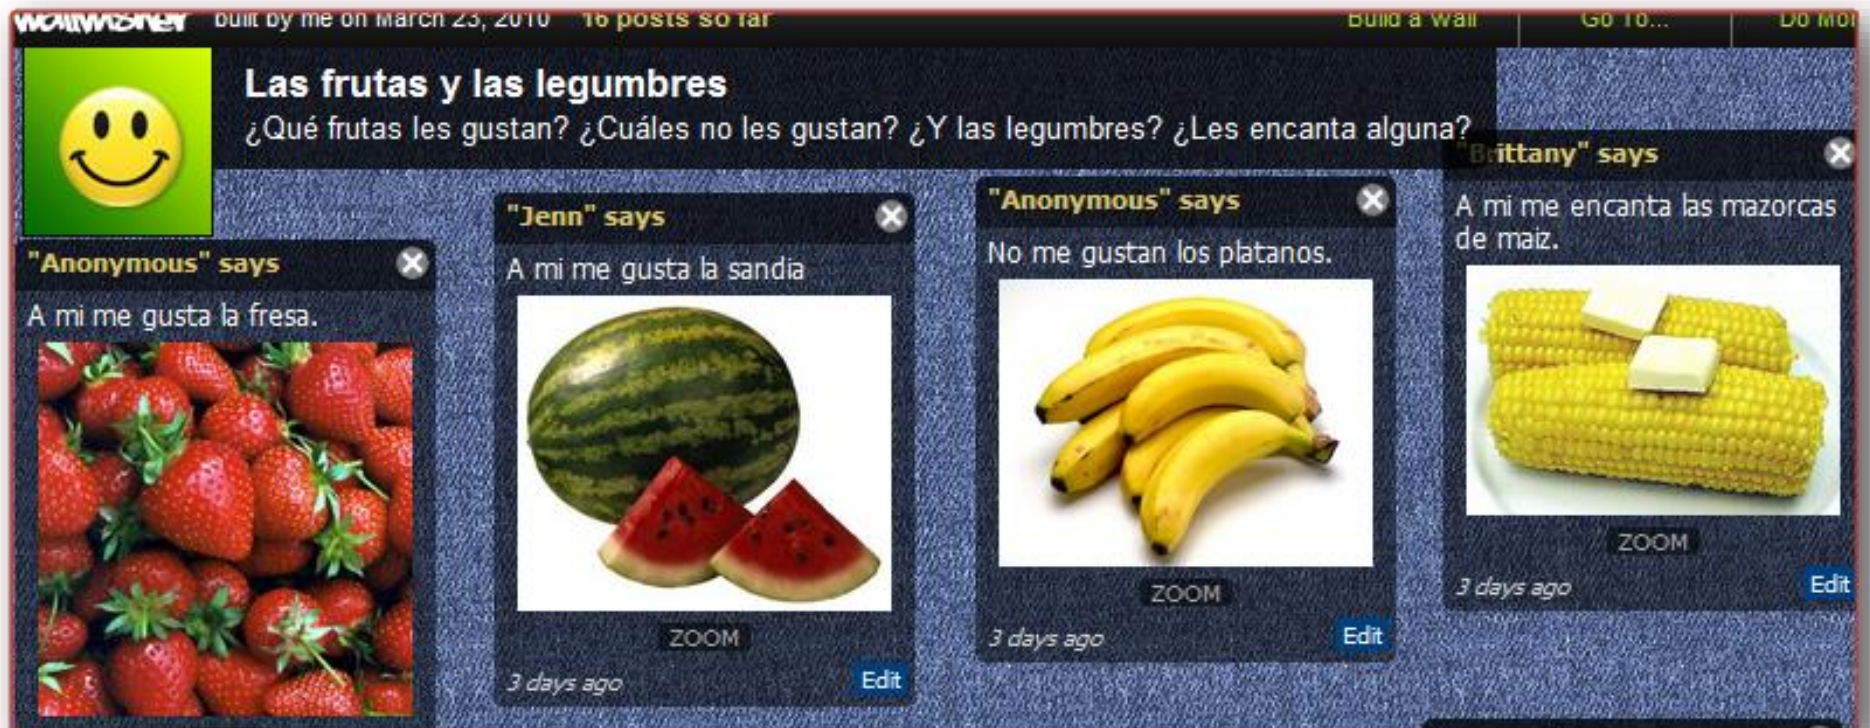 wallwisher built by me on March 23, 2010 16 posts so far Build a Wall Go To... Do
Las frutas y las legumbres
¿Qué frutas les gustan? ¿Cuáles no les gustan? ¿Y las legumbres? ¿Les encanta alguna?
"Anonymous" says
A mi me gusta la fresa.
"Jenn" says
A mi me gusta la sandia
ZOOM
3 days ago Edit
"Anonymous" says
No me gustan los platanos.
ZOOM
3 days ago Edit
"Brittany" says
A mi me encanta las mazorcas
de maiz.
ZOOM
3 days ago Edit